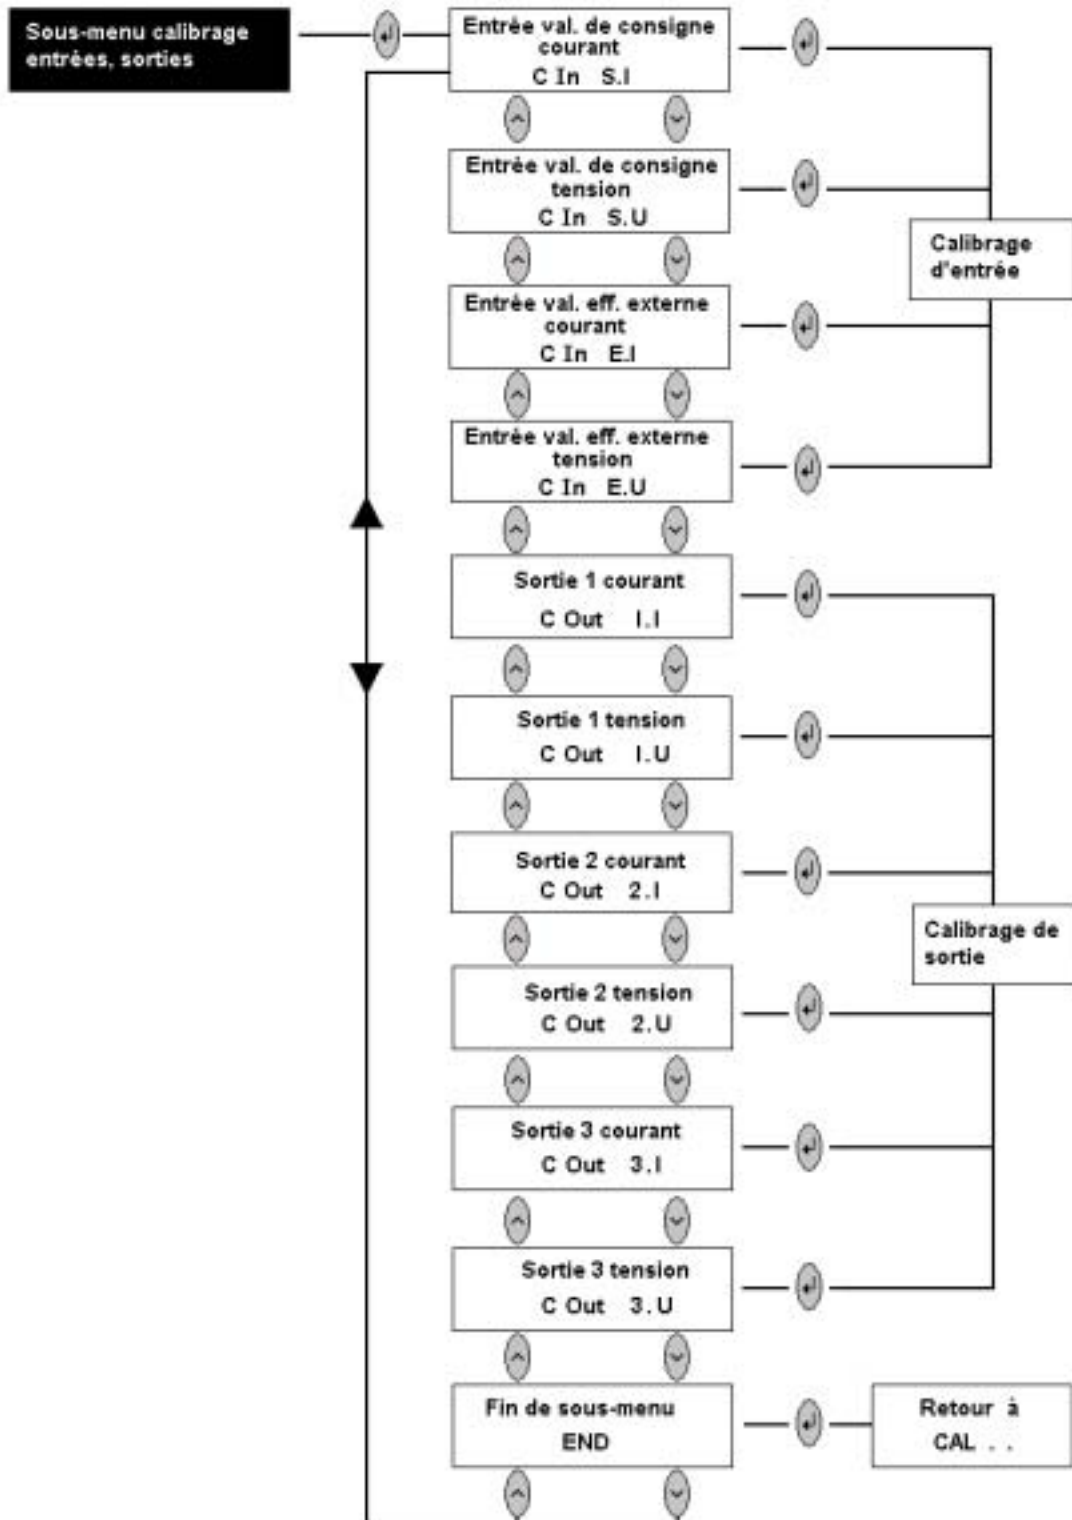 Sous-menu calibrage
entrées, sorties
Entrée val. de consigne
courant
C In S.I
Entrée val. de consigne
tension
C In S.U
Calibrage
d'entrée
Entrée val. eff. externe
courant
C In E.I
Entrée val. eff. externe
tension
C In E.U
Sortie 1 courant
C Out I.I
Sortie 1 tension
C Out I.U
Sortie 2 courant
C Out 2.I
Calibrage de
sortie
Sortie 2 tension
C Out 2.U
Sortie 3 courant
C Out 3.I
Sortie 3 tension
C Out 3.U
Fin de sous-menu
END
Retour à
CAL . .